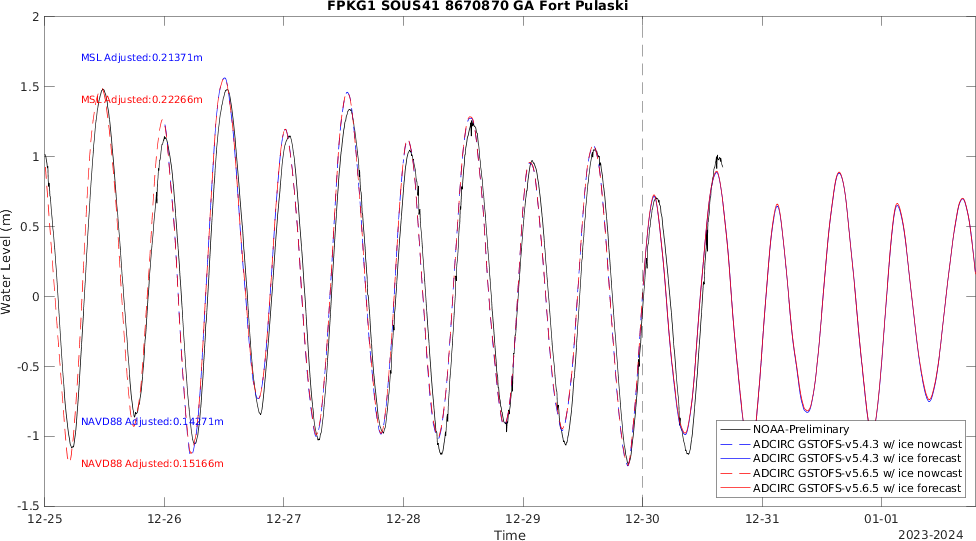 FPKG1 SOUS41 8670870 GA Fort Pulaski
2
1.5
1
0.5
0
-0.5
-1
-1.5
Water Level (m)
MSL Adjusted:0.21371m
MSL Adjusted:0.22266m
NAVD88 Adjusted:0.14271m
NAVD88 Adjusted:0.15166m
NOAA-Preliminary
ADCIRC GSTOFS-v5.4.3 w/ ice nowcast
ADCIRC GSTOFS-v5.4.3 w/ ice forecast
ADCIRC GSTOFS-v5.6.5 w/ ice nowcast
ADCIRC GSTOFS-v5.6.5 w/ ice forecast
12-25 12-26 12-27 12-28 12-29 12-30 12-31 01-01
Time
2023-2024